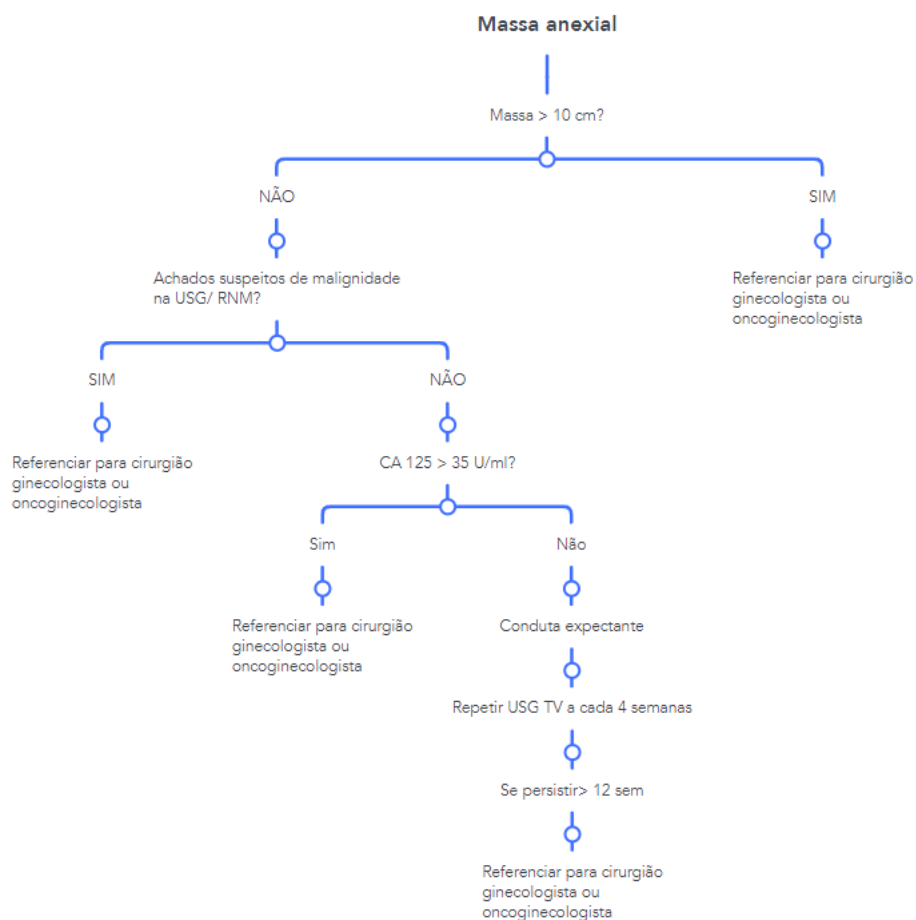 Massa anexial
Massa > 10 cm?
NÃO
SIM
Achados suspeitos de malignidade
na USG/ RNM?
Referenciar para cirurgião
ginecologista ou
oncoginecologista
SIM
NÃO
Referenciar para cirurgião
ginecologista ou
oncoginecologista
CA 125 > 35 U/ml?
Sim
Não
Referenciar para cirurgião
ginecologista ou
oncoginecologista
Conduta expectante
Repetir USG TV a cada 4 semanas
Se persistir> 12 sem
Referenciar para cirurgião
ginecologista ou
oncoginecologista